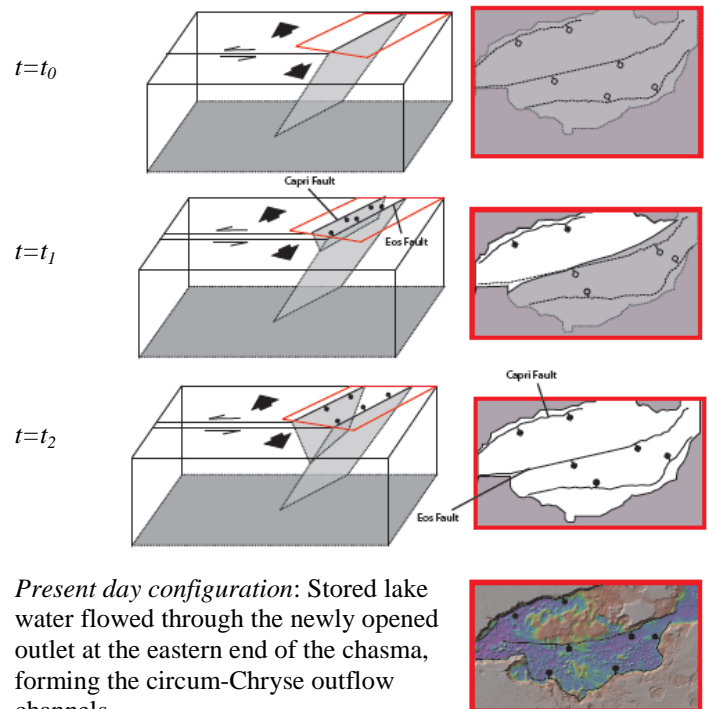 t=t0
t=t1
Capri Fault
Eos Fault
t=t2
Capri Fault
Eos Fault
Present day configuration: Stored lake
water flowed through the newly opened
outlet at the eastern end of the chasma,
forming the circum-Chryse outflow